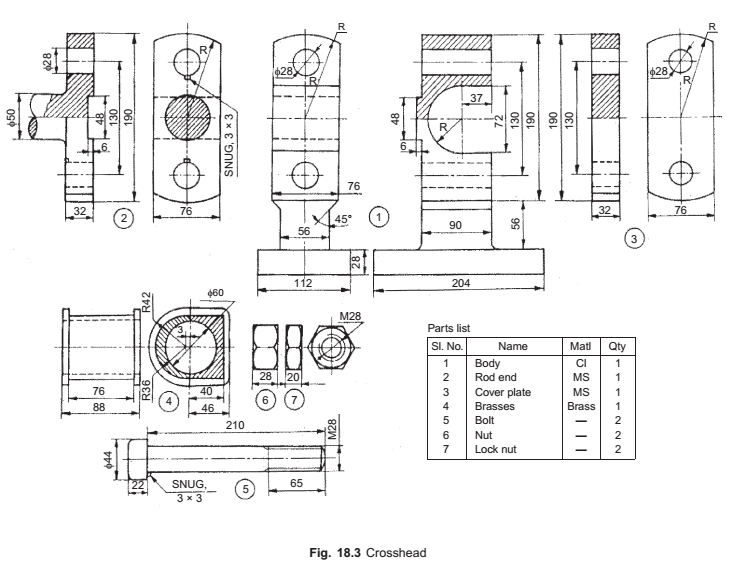 ϕ28
ϕ50
48
6
130
190
32
2
R
SNUG, 3 × 3
76
R
ϕ28
R
76
45°
1
56
28
112
48
6
37
72
R
130
190
90
56
204
190
130
32
R
ϕ28
R
76
3
R42
ϕ60
3
R36
4
40
46
76
88
28
20
6
7
M28
210
M28
ϕ44
22
SNUG,
3 × 3
5
65
Parts list
Sl. No. Name Matl Qty
1 Body CI 1
2 Rod end MS 1
3 Cover plate MS 1
4 Brasses Brass 1
5 Bolt — 2
6 Nut — 2
7 Lock nut — 2
Fig. 18.3 Crosshead